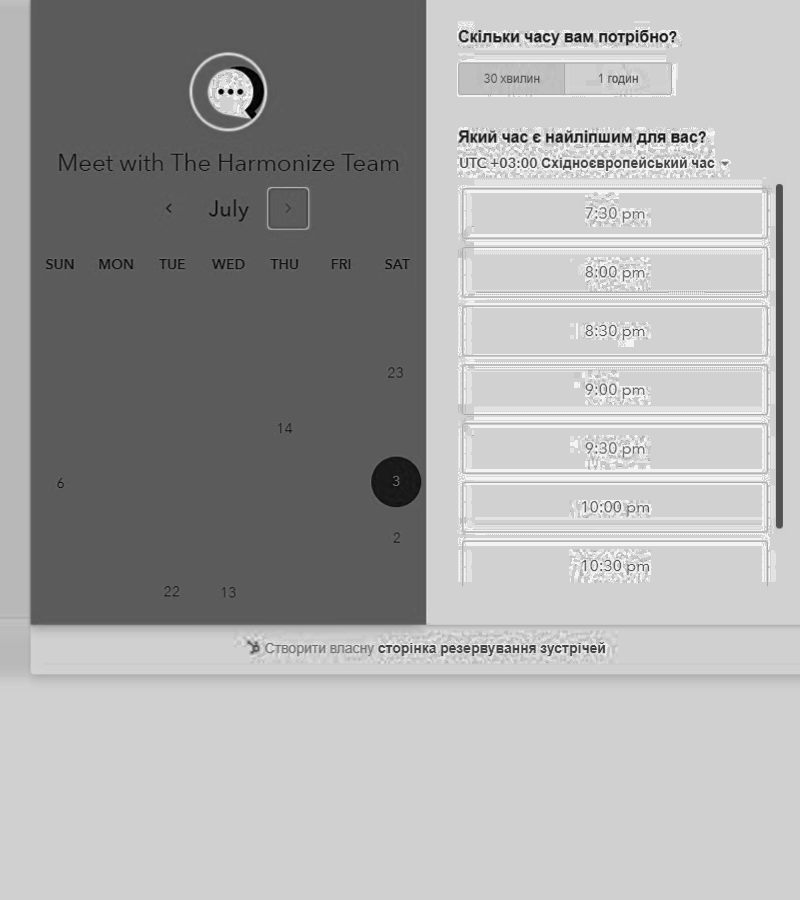 Meet with The Harmonize Team
July
SUN MON TUE WED THU FRI SAT
23
14
6 3
2
22 13
Скільки часу вам потрібно?
30 хвилин 1 годин
Який час є найліпшим для вас?
UTC +03:00 Східноєвропейський час
7:30 pm
8:00 pm
8:30 pm
9:00 pm
9:30 pm
10:00 pm
10:30 pm
Створити власну сторінка резервування зустрічей